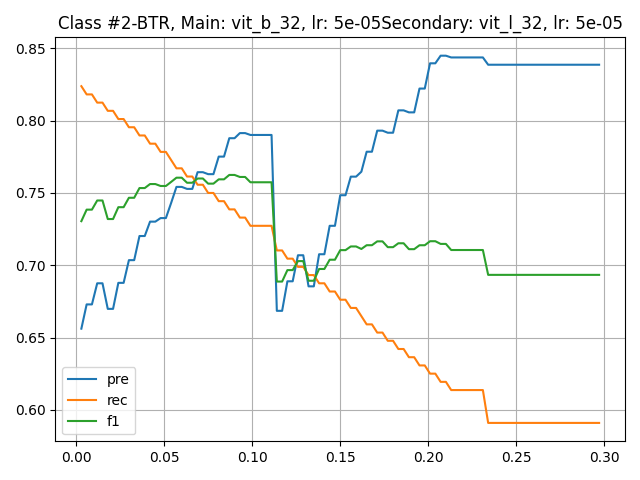 Class #2-BTR, Main: vit_b_32, lr: 5e-05Secondary: vit_l_32, lr: 5e-05
0.85
0.80
0.75
0.70
0.65
0.60
pre
rec
f1
0.00 0.05 0.10 0.15 0.20 0.25 0.30